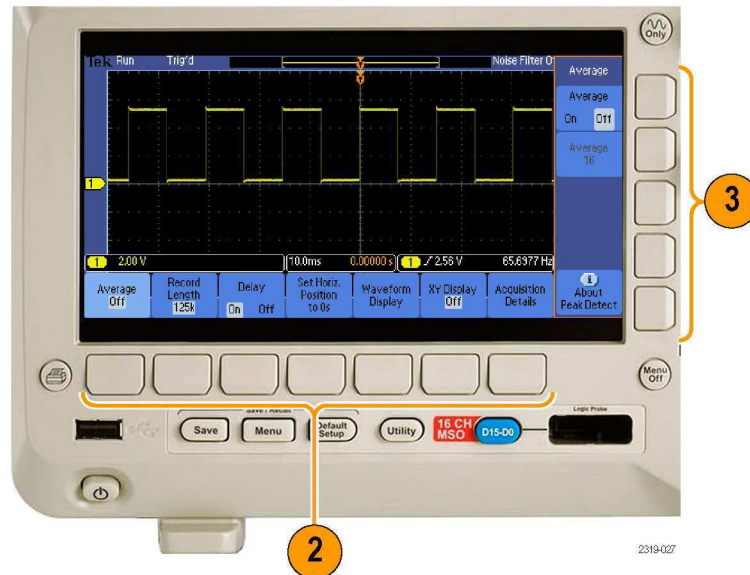 Only
Tek Run Trig'd Noise Filter O
Average
Average
On Off
Average
16
3
1
1 2.00 V 10.0ms 0.00000 s 1 2.56 V 65.6977 Hz
Average
Off
Record
Length
125k
Delay
On Off
Set Horiz.
Position
to 0s
Waveform
Display
XY Display
Off
Acquisition
Details
i
About
Peak Detect
Menu
Off
Save / Recall
Logic Probe
Save
Menu
Default
Setup
Utility
16 CH
MSO
D15-D0
2
2319-027